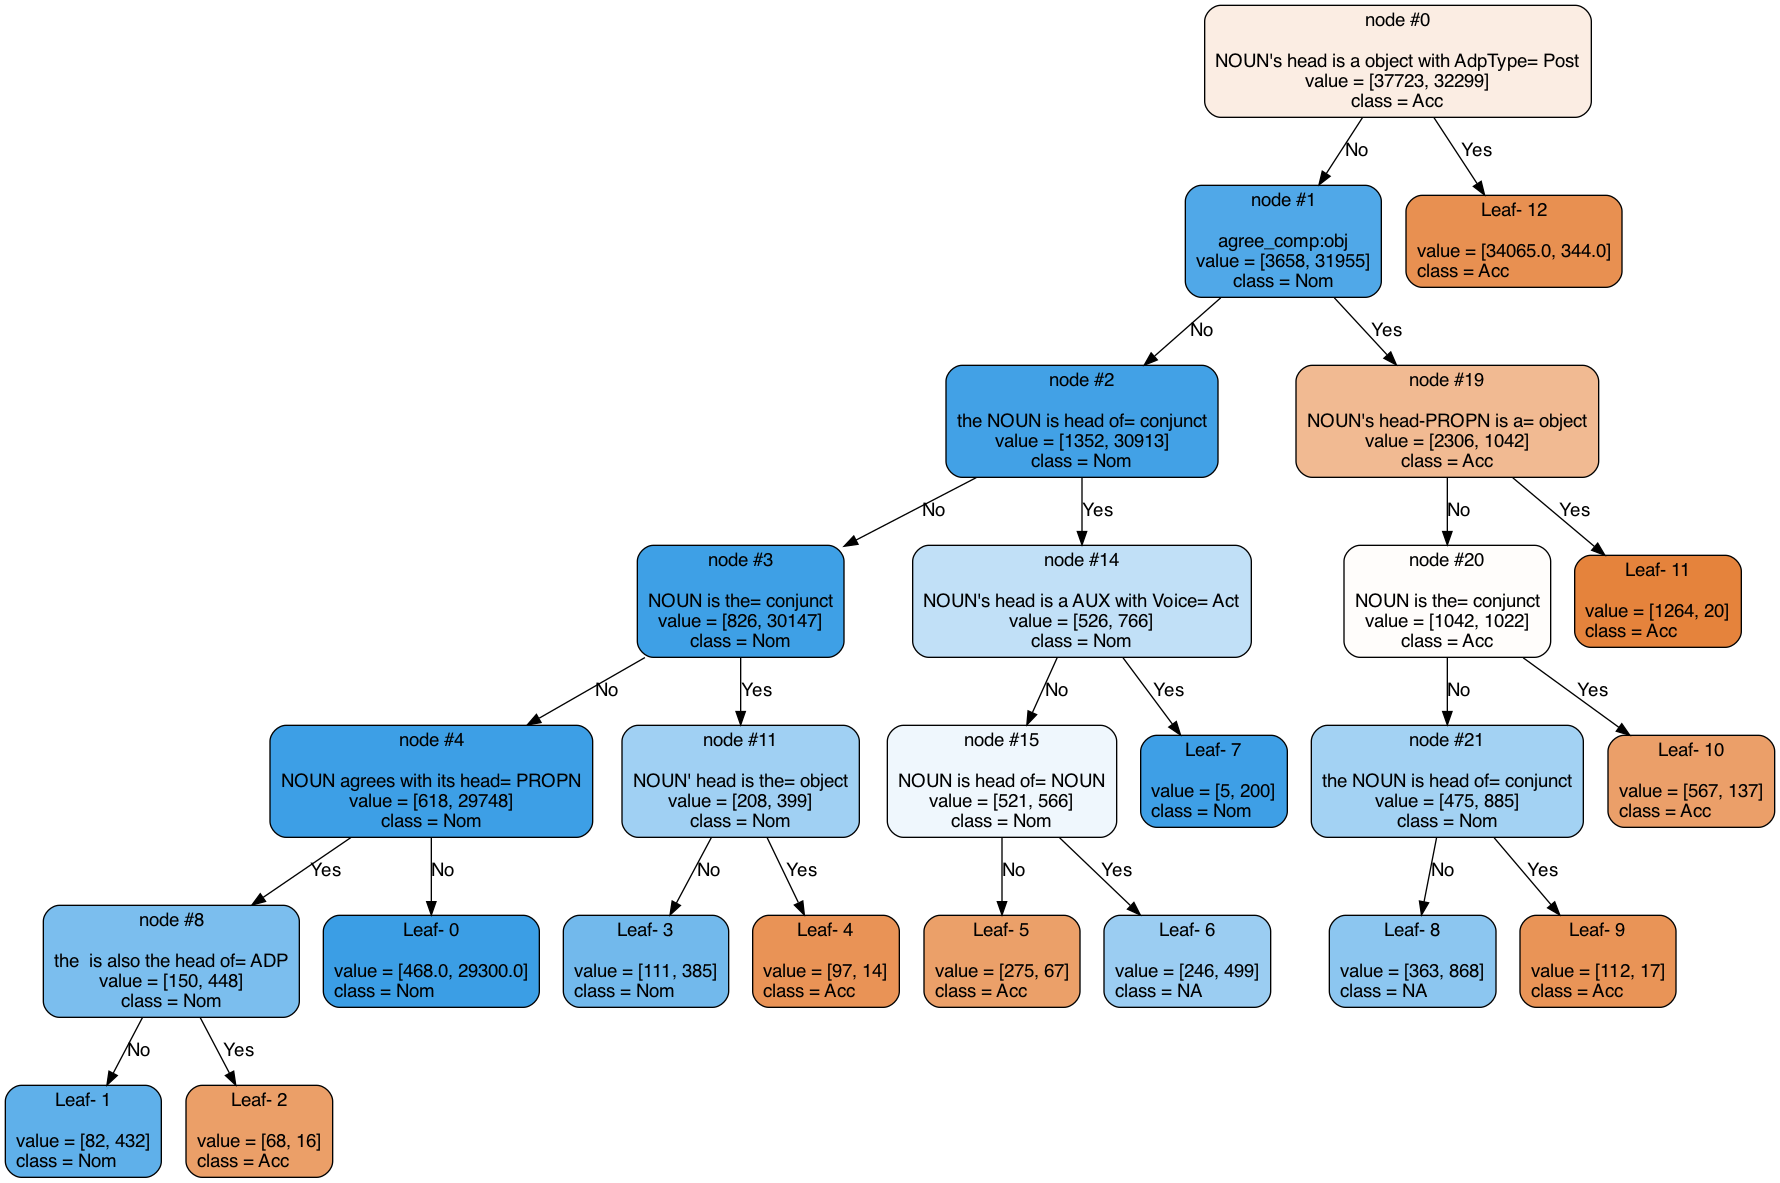 node #0
NOUN's head is a object with AdpType= Post
value = [37723, 32299]
class = Acc
No
Yes
node #1
agree_comp:obj
value = [3658, 31955]
class = Nom
Leaf- 12
value = [34065.0, 344.0]
class = Acc
No
Yes
node #2
the NOUN is head of= conjunct
value = [1352, 30913]
class = Nom
node #19
NOUN's head-PROPN is a= object
value = [2306, 1042]
class = Acc
No
Yes
No
Yes
node #3
NOUN is the= conjunct
value = [826, 30147]
class = Nom
node #14
NOUN's head is a AUX with Voice= Act
value = [526, 766]
class = Nom
node #20
NOUN is the= conjunct
value = [1042, 1022]
class = Acc
Leaf- 11
value = [1264, 20]
class = Acc
No
Yes
No
Yes
No
Yes
node #4
NOUN agrees with its head= PROPN
value = [618, 29748]
class = Nom
node #11
NOUN' head is the= object
value = [208, 399]
class = Nom
node #15
NOUN is head of= NOUN
value = [521, 566]
class = Nom
Leaf- 7
value = [5, 200]
class = Nom
node #21
the NOUN is head of= conjunct
value = [475, 885]
class = Nom
Leaf- 10
value = [567, 137]
class = Acc
Yes
No
No
Yes
No
Yes
No
Yes
node #8
the  is also the head of= ADP
value = [150, 448]
class = Nom
Leaf- 0
value = [468.0, 29300.0]
class = Nom
Leaf- 3
value = [111, 385]
class = Nom
Leaf- 4
value = [97, 14]
class = Acc
Leaf- 5
value = [275, 67]
class = Acc
Leaf- 6
value = [246, 499]
class = NA
Leaf- 8
value = [363, 868]
class = NA
Leaf- 9
value = [112, 17]
class = Acc
No
Yes
Leaf- 1
value = [82, 432]
class = Nom
Leaf- 2
value = [68, 16]
class = Acc